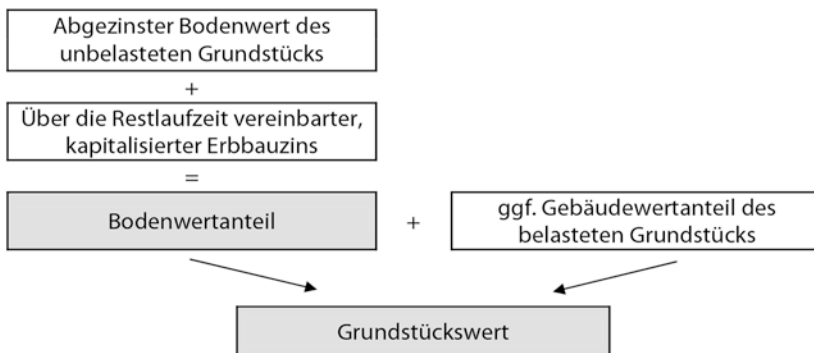 Abgezinster Bodenwert des
unbelasteten Grundstücks
+
Über die Restlaufzeit vereinbarter,
kapitalisierter Erbbauzins
=
Bodenwertanteil
+
ggf. Gebäudewertanteil des
belasteten Grundstücks
Grundstückswert